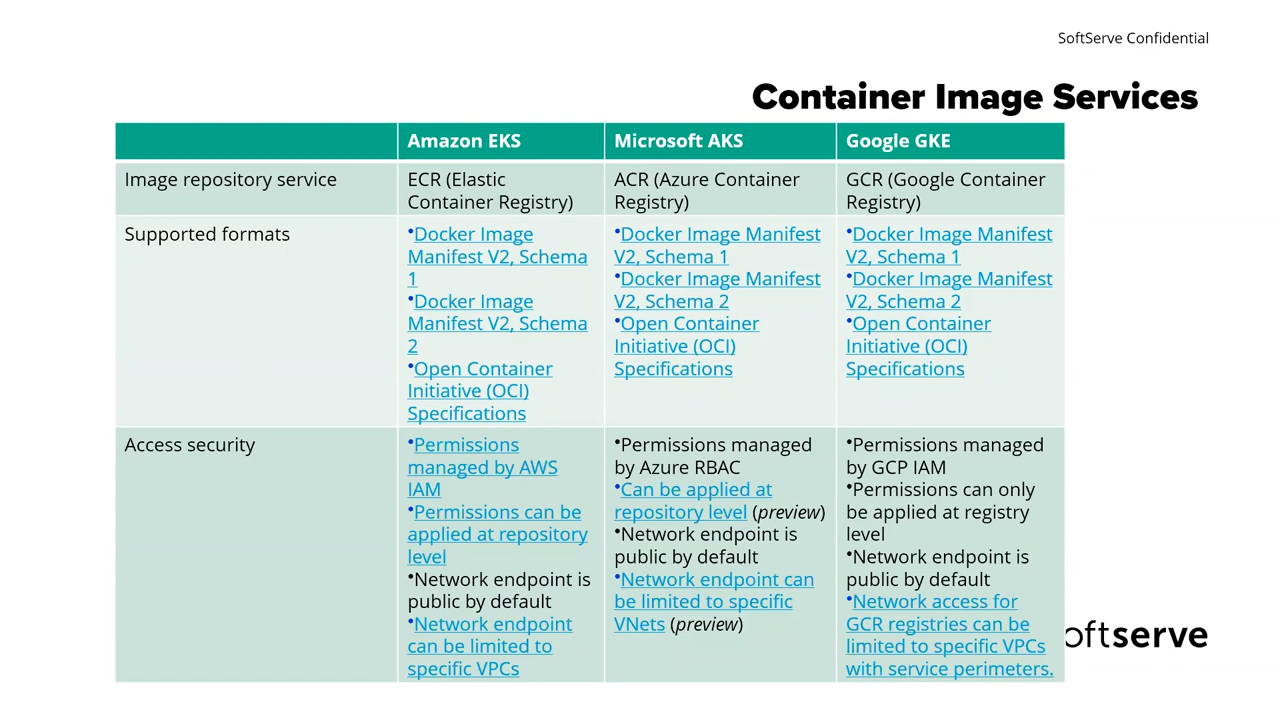 SoftServe Confidential
Container Image Services
Amazon EKS
Microsoft AKS
Google GKE
Image repository service
ECR (Elastic
Container Registry)
ACR (Azure Container
Registry)
GCR (Google Container
Registry)
Supported formats
•Docker Image
Manifest V2, Schema
1
•Docker Image
Manifest V2, Schema
2
•Open Container
Initiative (OCI)
Specifications
•Docker Image Manifest
V2, Schema 1
•Docker Image Manifest
V2, Schema 2
•Open Container
Initiative (OCI)
Specifications
•Docker Image Manifest
V2, Schema 1
•Docker Image Manifest
V2, Schema 2
•Open Container
Initiative (OCI)
Specifications
Access security
•Permissions
managed by AWS
IAM
•Permissions can be
applied at repository
level
•Network endpoint is
public by default
•Network endpoint
can be limited to
specific VPCs
•Permissions managed
by Azure RBAC
•Can be applied at
repository level (preview)
•Network endpoint is
public by default
•Network endpoint can
be limited to specific
VNets (preview)
•Permissions managed
by GCP IAM
•Permissions can only
be applied at registry
level
•Network endpoint is
public by default
•Network access for
GCR registries can be
limited to specific VPCs
with service perimeters.
oftserve